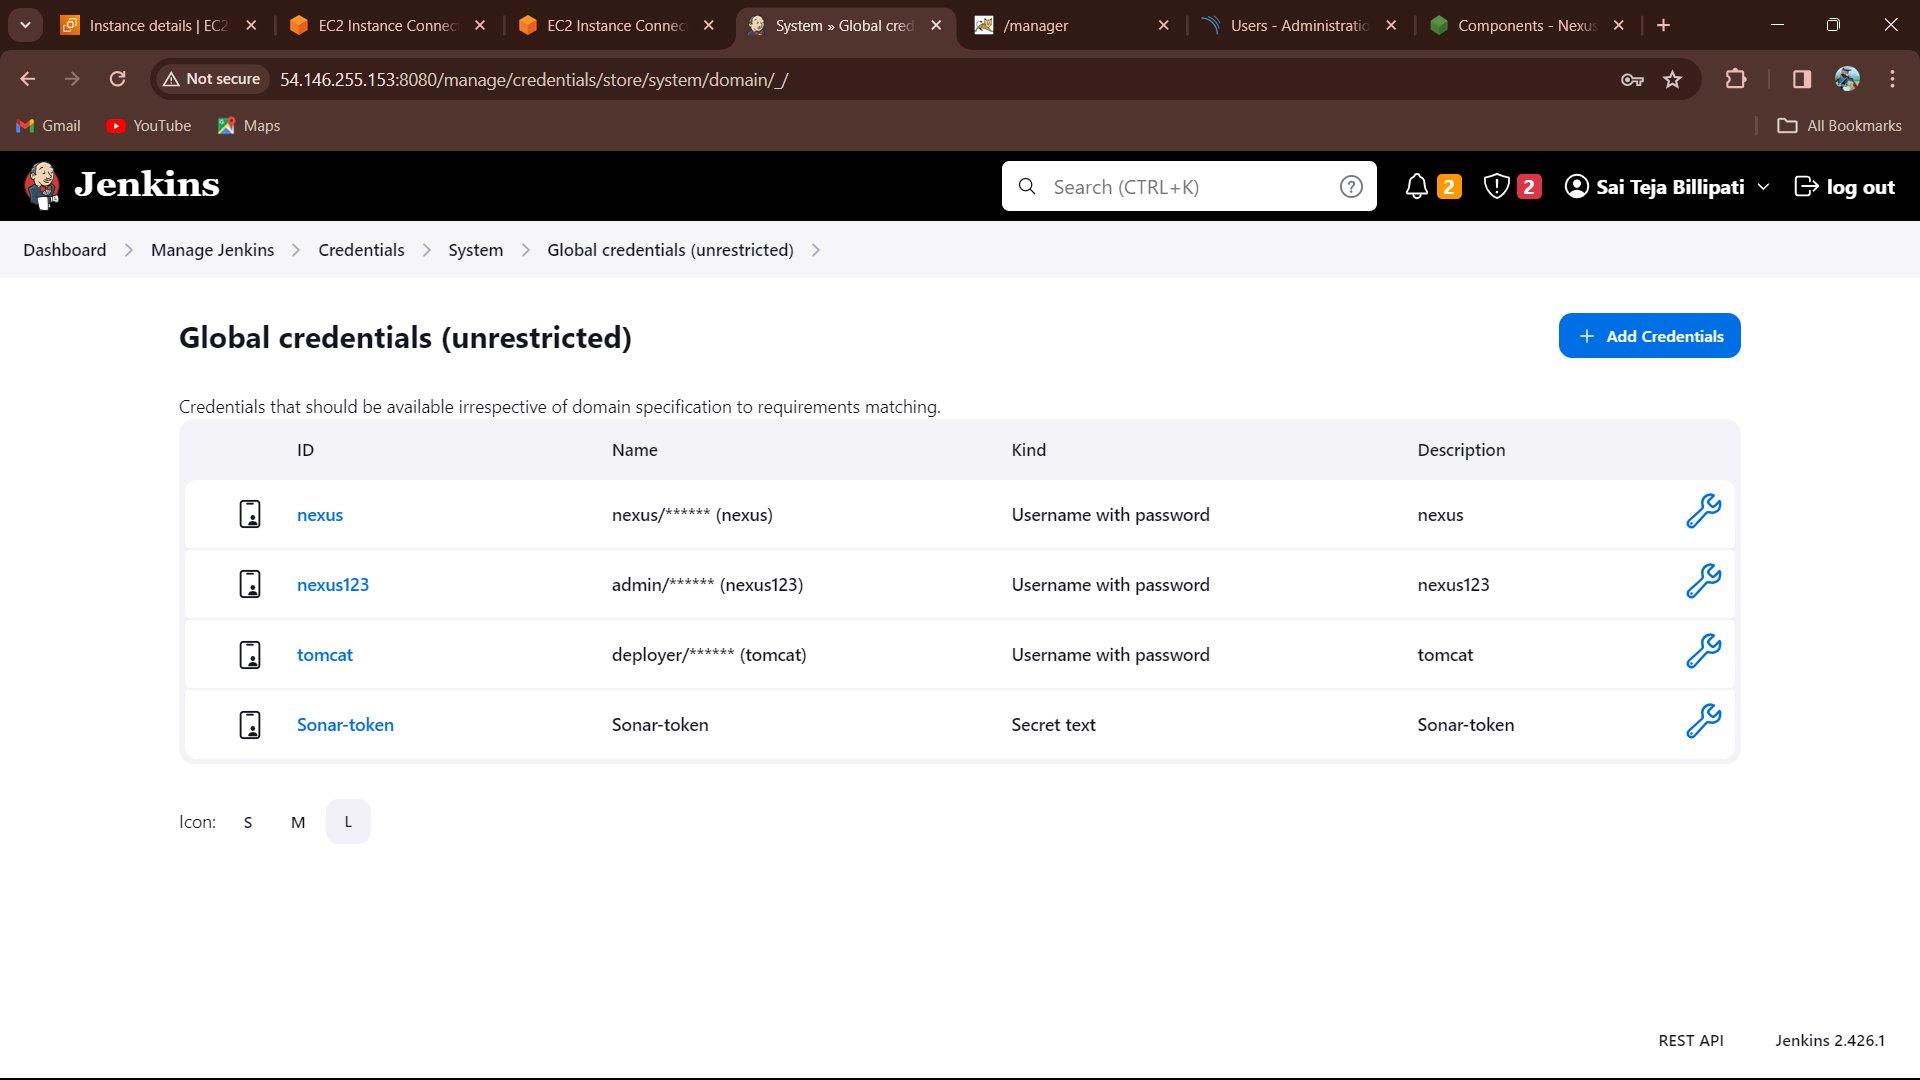 Instance details | EC2
EC2 Instance Connec
EC2 Instance Connec
System » Global cred
/manager
Users - Administratio
Components - Nexus
Not secure
54.146.255.153:8080/manage/credentials/store/system/domain/_/
Gmail
YouTube
Maps
All Bookmarks
Jenkins
Search (CTRL+K)
2
2
Sai Teja Billipati
log out
Dashboard
Manage Jenkins
Credentials
System
Global credentials (unrestricted)
Global credentials (unrestricted)
+ Add Credentials
Credentials that should be available irrespective of domain specification to requirements matching.
ID Name Kind Description
nexus nexus/****** (nexus) Username with password nexus
nexus123 admin/****** (nexus123) Username with password nexus123
tomcat deployer/****** (tomcat) Username with password tomcat
Sonar-token Sonar-token Secret text Sonar-token
Icon: S M L
REST API Jenkins 2.426.1